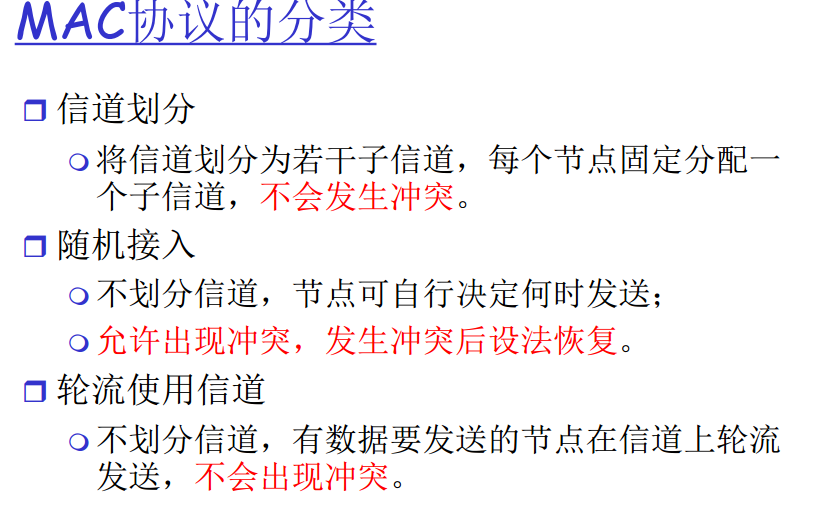 MAC协议的分类
信道划分
将信道划分为若干子信道，每个节点固定分配一
个子信道，不会发生冲突。
随机接入
不划分信道，节点可自行决定何时发送；
允许出现冲突，发生冲突后设法恢复。
轮流使用信道
不划分信道，有数据要发送的节点在信道上轮流
发送，不会出现冲突。